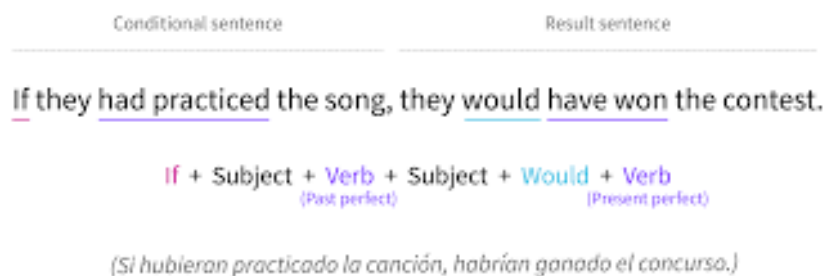 Conditional sentence Result sentence
If they had practiced the song, they would have won the contest.
If + Subject + Verb + Subject + Would + Verb
(Past perfect) (Present perfect)
(Si hubieran practicado la canción, habrían ganado el concurso.)